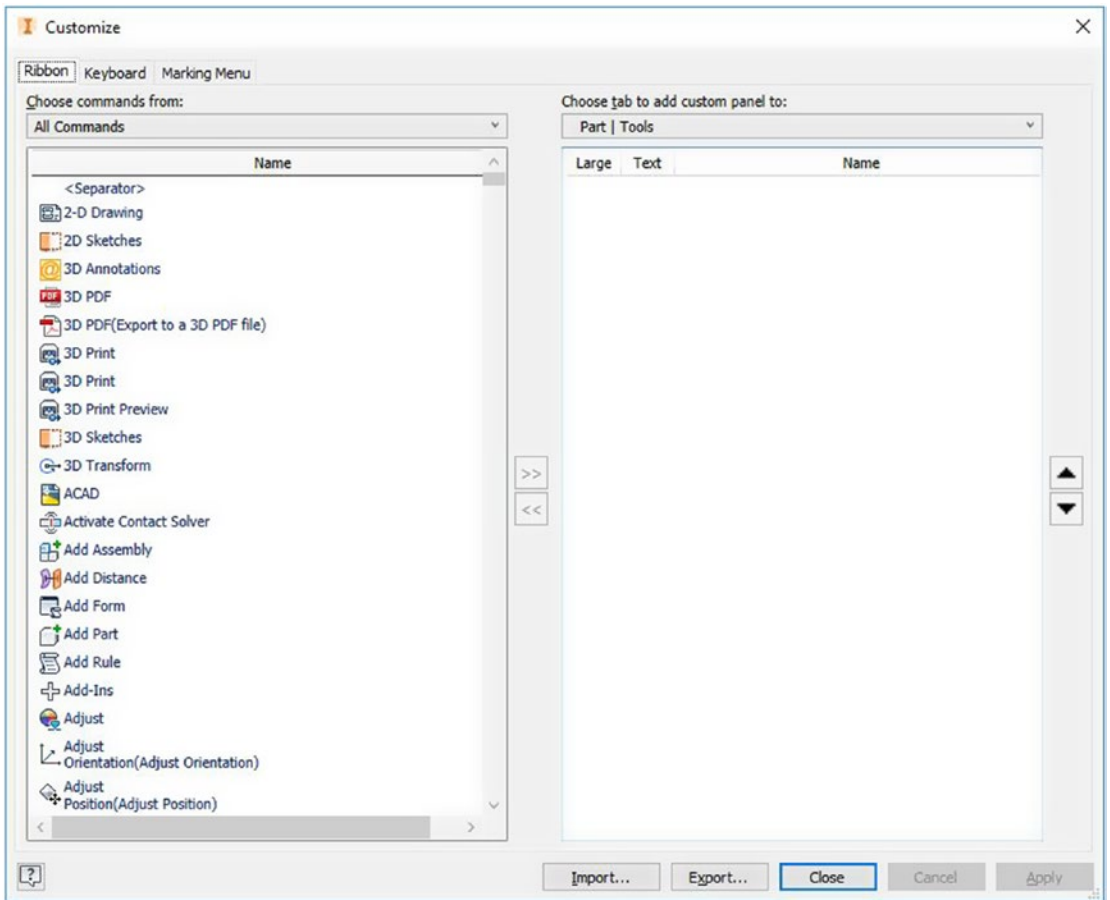 Customize
Ribbon Keyboard Marking Menu
Choose commands from:
All Commands
Name
<Separator>
2-D Drawing
2D Sketches
3D Annotations
3D PDF
3D PDF(Export to a 3D PDF file)
3D Print
3D Print
3D Print Preview
3D Sketches
3D Transform
ACAD
Activate Contact Solver
Add Assembly
Add Distance
Add Form
Add Part
Add Rule
Add-Ins
Adjust
Adjust
Orientation(Adjust Orientation)
Adjust
Position(Adjust Position)
>>
<<
Choose tab to add custom panel to:
Part | Tools
Large Text Name
Import... Export... Close Cancel Apply